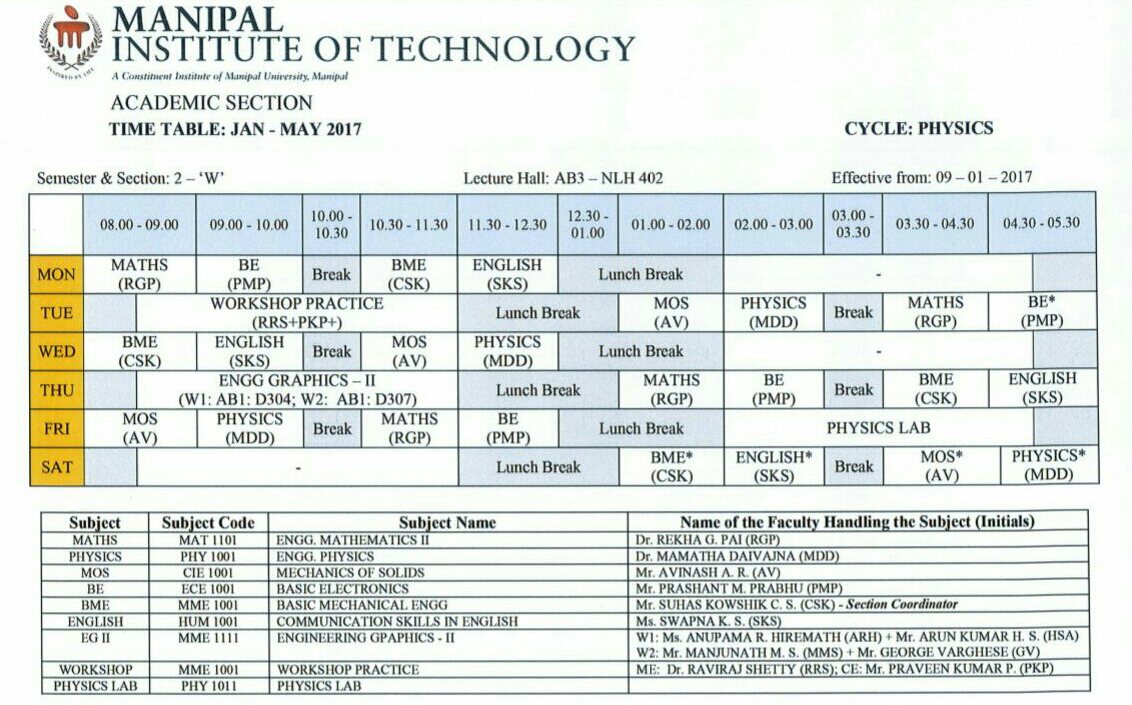 MANIPAL
INSTITUTE OF TECHNOLOGY
INSPIRED BY LIFE
A Constituent Institute of Manipal University, Manipal
ACADEMIC SECTION
TIME TABLE: JAN - MAY 2017 CYCLE: PHYSICS
Semester & Section: 2 – 'W' Lecture Hall: AB3 – NLH 402 Effective from: 09 – 01 – 2017
08.00 - 09.00 09.00 - 10.00 10.00 - 10.30 10.30 - 11.30 11.30 - 12.30 12.30 - 01.00 01.00 - 02.00 02.00 - 03.00 03.00 - 03.30 03.30 - 04.30 04.30 - 05.30
MON MATHS (RGP) BE (PMP) Break BME (CSK) ENGLISH (SKS) Lunch Break -
TUE WORKSHOP PRACTICE (RRS+PKP+) Lunch Break MOS (AV) PHYSICS (MDD) Break MATHS (RGP) BE* (PMP)
WED BME (CSK) ENGLISH (SKS) Break MOS (AV) PHYSICS (MDD) Lunch Break -
THU ENGG GRAPHICS – II (W1: AB1: D304; W2: AB1: D307) Lunch Break MATHS (RGP) BE (PMP) Break BME (CSK) ENGLISH (SKS)
FRI MOS (AV) PHYSICS (MDD) Break MATHS (RGP) BE (PMP) Lunch Break PHYSICS LAB
SAT - Lunch Break BME* (CSK) ENGLISH* (SKS) Break MOS* (AV) PHYSICS* (MDD)
Subject Subject Code Subject Name Name of the Faculty Handling the Subject (Initials)
MATHS MAT 1101 ENGG. MATHEMATICS II Dr. REKHA G. PAI (RGP)
PHYSICS PHY 1001 ENGG. PHYSICS Dr. MAMATHA DAIVAJNA (MDD)
MOS CIE 1001 MECHANICS OF SOLIDS Mr. AVINASH A. R. (AV)
BE ECE 1001 BASIC ELECTRONICS Mr. PRASHANT M. PRABHU (PMP)
BME MME 1001 BASIC MECHANICAL ENGG Mr. SUHAS KOWSHIK C. S. (CSK) - Section Coordinator
ENGLISH HUM 1001 COMMUNICATION SKILLS IN ENGLISH Ms. SWAPNA K. S. (SKS)
EG II MME 1111 ENGINEERING GPAPHICS - II W1: Ms. ANUPAMA R. HIREMATH (ARH) + Mr. ARUN KUMAR H. S. (HSA)
W2: Mr. MANJUNATH M. S. (MMS) + Mr. GEORGE VARGHESE (GV)
WORKSHOP MME 1001 WORKSHOP PRACTICE ME: Dr. RAVIRAJ SHETTY (RRS); CE: Mr. PRAVEEN KUMAR P. (PKP)
PHYSICS LAB PHY 1011 PHYSICS LAB